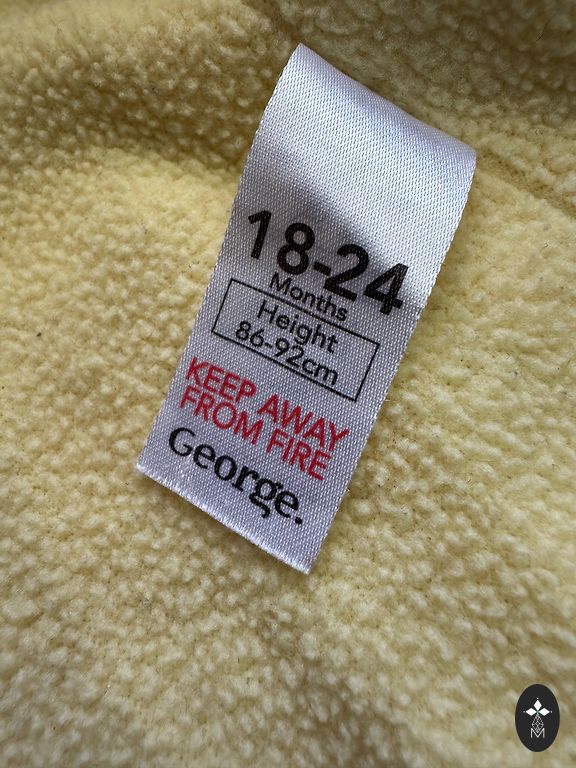 18-24
Months
Height
86-92cm
KEEP AWAY
FROM FIRE
George.
M